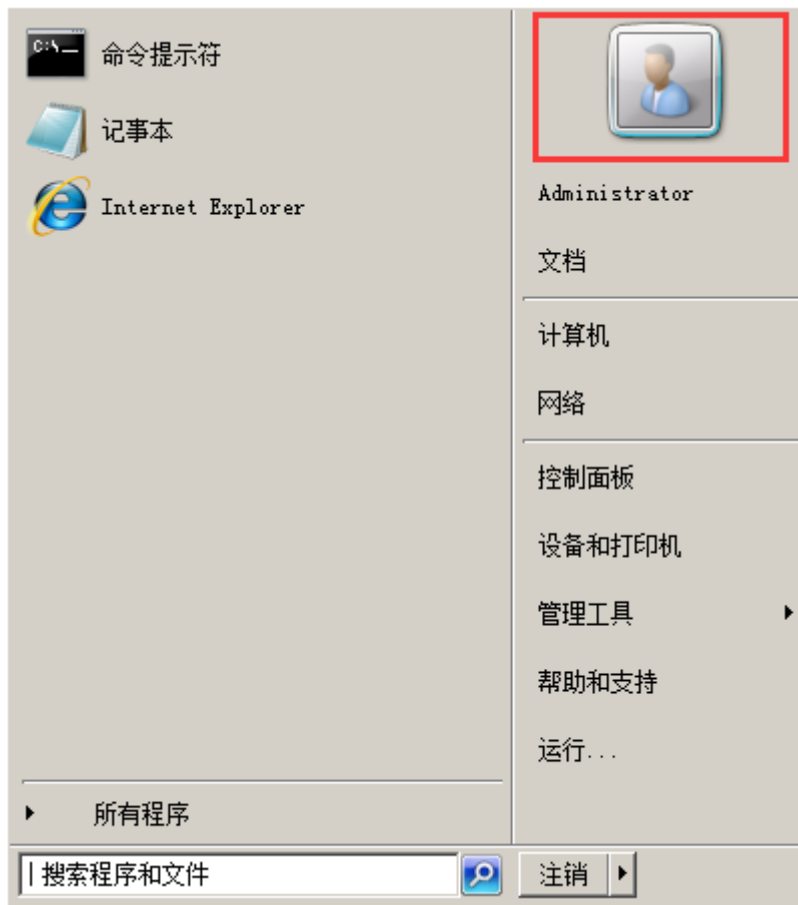 C:\
命令提示符
记事本
Internet Explorer
所有程序
搜索程序和文件
Administrator
文档
计算机
网络
控制面板
设备和打印机
管理工具
帮助和支持
运行...
注销